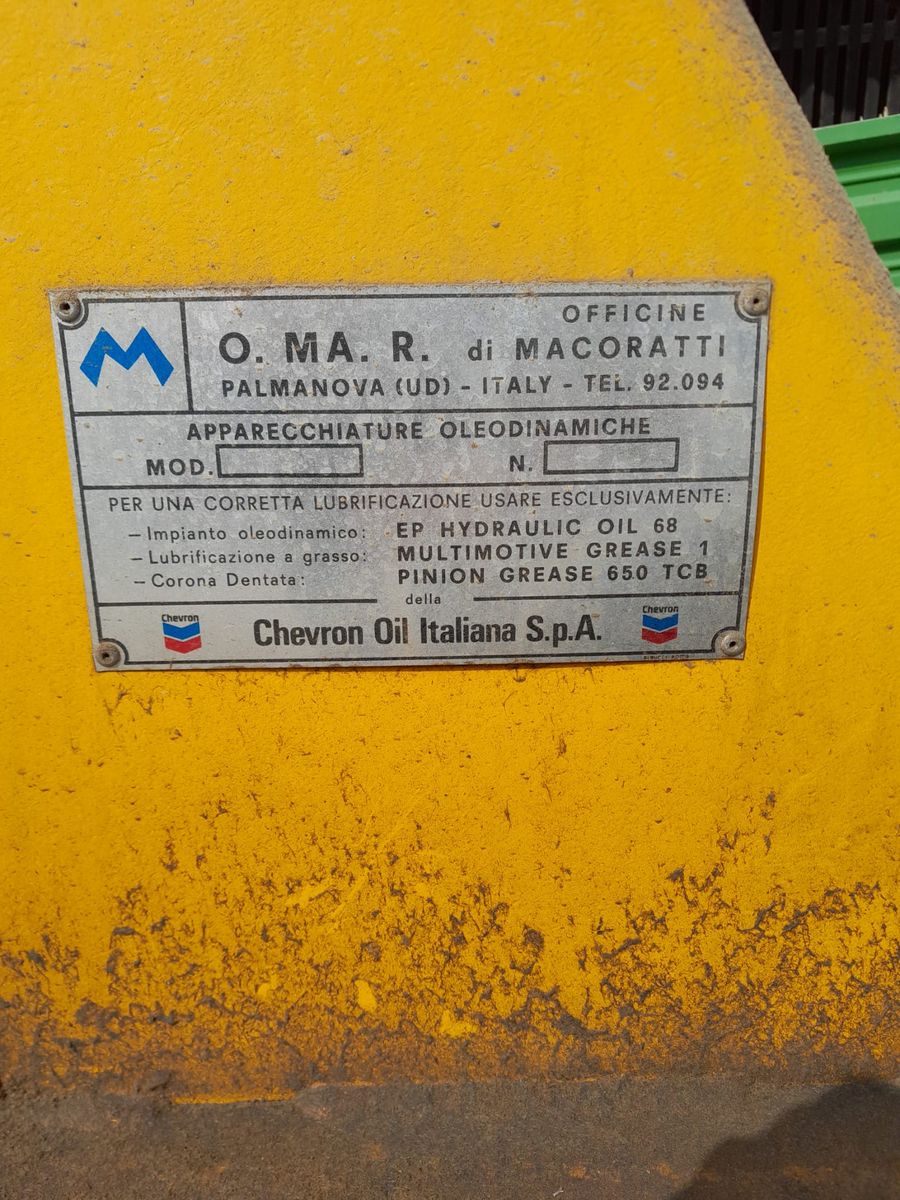 OFFICINE
O. MA. R. di MACORATTI
PALMANOVA (UD) - ITALY - TEL. 92.094
APPARECCHIATURE OLEODINAMICHE
MOD. N.
PER UNA CORRETTA LUBRIFICAZIONE USARE ESCLUSIVAMENTE:
— Impianto oleodinamico: EP HYDRAULIC OIL 68
— Lubrificazione a grasso: MULTIMOTIVE GREASE 1
— Corona Dentata: PINION GREASE 650 TCB
della
Chevron Chevron Oil Italiana S.p.A. Chevron